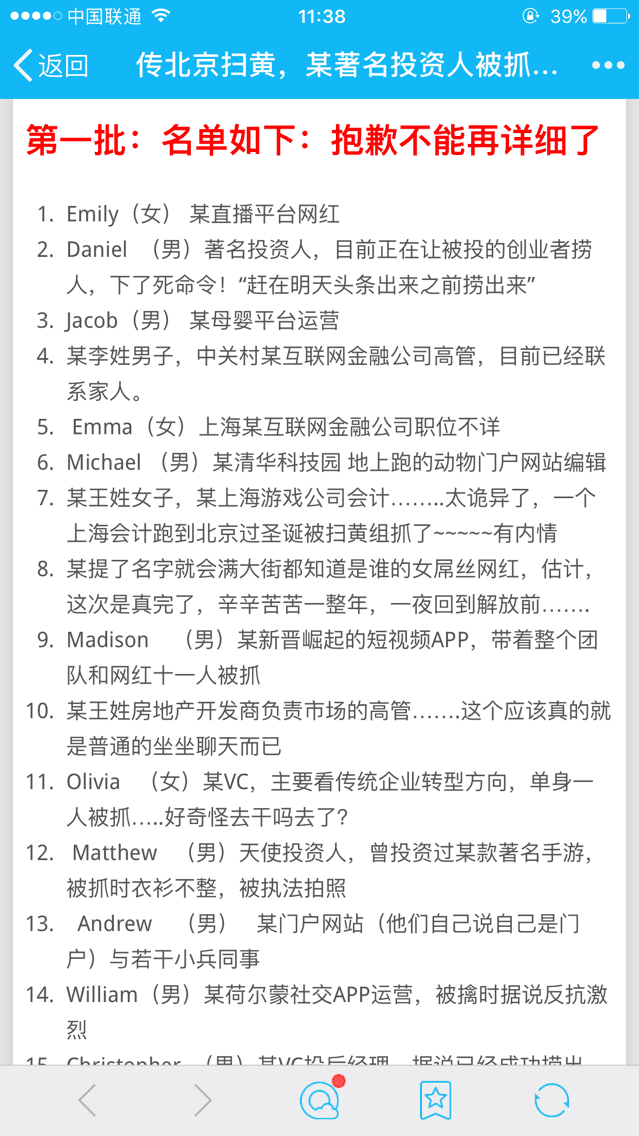 中国联通 11:38 39%
返回 传北京扫黄，某著名投资人被抓...
第一批：名单如下：抱歉不能再详细了
1. Emily（女） 某直播平台网红
2. Daniel （男）著名投资人，目前正在让被投的创业者捞
人，下了死命令！“赶在明天头条出来之前捞出来”
3. Jacob（男） 某母婴平台运营
4. 某李姓男子，中关村某互联网金融公司高管，目前已经联
系家人。
5. Emma（女）上海某互联网金融公司职位不详
6. Michael （男）某清华科技园 地上跑的动物门户网站编辑
7. 某王姓女子，某上海游戏公司会计……..太诡异了，一个
上海会计跑到北京过圣诞被扫黄组抓了~~~~~有内情
8. 某提了名字就会满大街都知道是谁的女屌丝网红，估计，
这次是真完了，辛辛苦苦一整年，一夜回到解放前…….
9. Madison （男）某新晋崛起的短视频APP，带着整个团
队和网红十一人被抓
10. 某王姓房地产开发商负责市场的高管…….这个应该真的就
是普通的坐坐聊天而已
11. Olivia （女）某VC，主要看传统企业转型方向，单身一
人被抓…..好奇怪去干吗去了？
12. Matthew （男）天使投资人，曾投资过某款著名手游，
被抓时衣衫不整，被执法拍照
13. Andrew （男） 某门户网站（他们自己说自己是门
户）与若干小兵同事
14. William（男）某荷尔蒙社交APP运营，被擒时据说反抗激
烈
15. Christopher （男）某VC投后经理，据说已经成功捞出